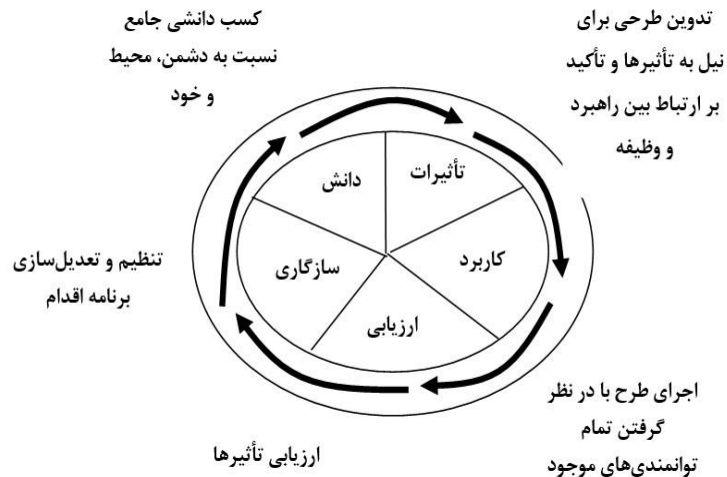 تدوین طرحی برای
نیل به تأثیرها و تأکید
بر ارتباط بین راهبرد
و وظیفه
کسب دانشی جامع
نسبت به دشمن، محیط
و خود
تأثیرات
دانش
کاربرد
سازگاری
ارزیابی
تنظیم و تعدیل‌سازی
برنامه اقدام
اجرای طرح با در نظر
گرفتن تمام
توانمندی‌های موجود
ارزیابی تأثیرها